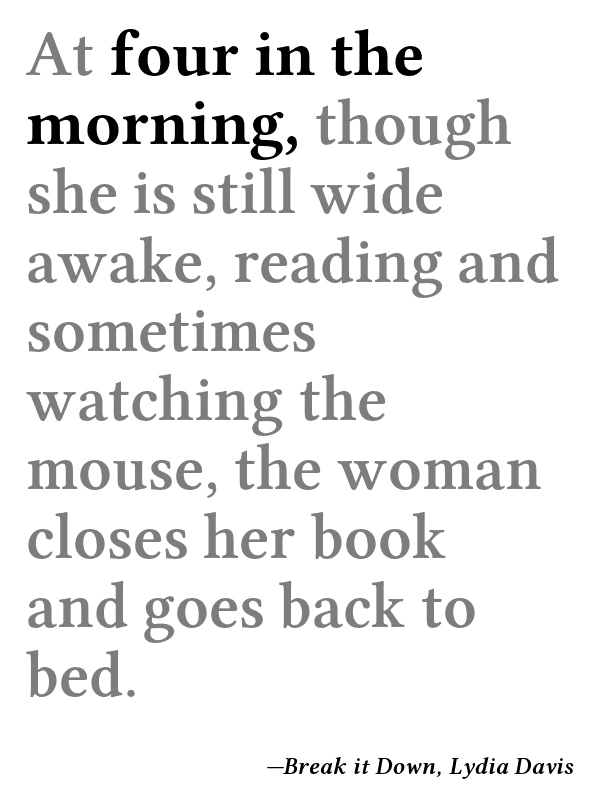 At four in the
morning, though
she is still wide
awake, reading and
sometimes
watching the
mouse, the woman
closes her book
and goes back to
bed.
—Break it Down, Lydia Davis